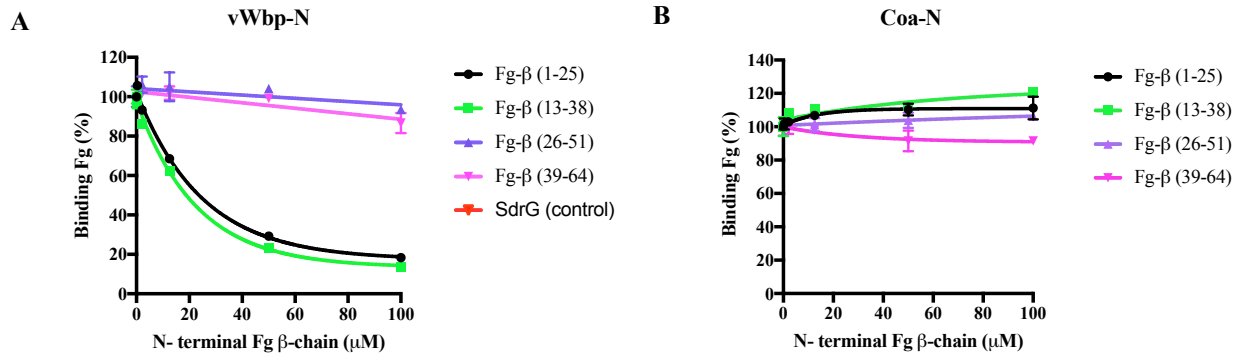 A
vWbp-N
Binding Fg (%)
120
100
80
60
40
20
0
0 20 40 60 80 100
N- terminal Fg β-chain (μM)
Fg-β (1-25)
Fg-β (13-38)
Fg-β (26-51)
Fg-β (39-64)
SdrG (control)
B
Coa-N
Binding Fg (%)
140
120
100
80
60
40
20
0
0 20 40 60 80 100
N- terminal Fg β-chain (μM)
Fg-β (1-25)
Fg-β (13-38)
Fg-β (26-51)
Fg-β (39-64)